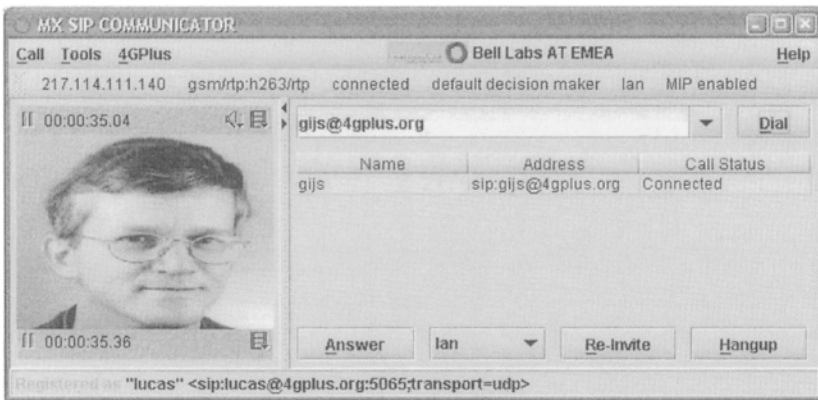 MX SIP COMMUNICATOR
Call Tools 4GPlus Bell Labs AT EMEA Help
217.114.111.140 gsm/rtp:h263/rtp connected default decision maker lan MIP enabled
00:00:35.04
gijs@4gplus.org Dial
Name Address Call Status
gijs sip:gijs@4gplus.org Connected
00:00:35.36
Answer lan Re-Invite Hangup
Registered as "lucas" <sip:lucas@4gplus.org:5065;transport=udp>